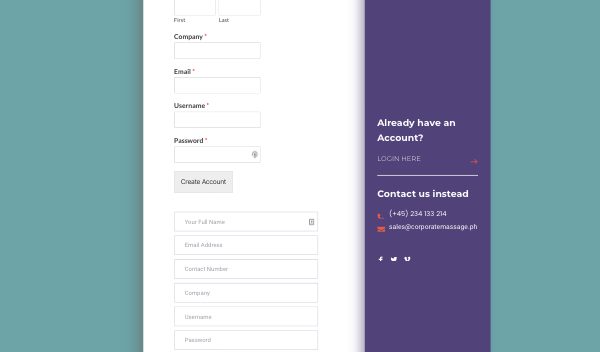 First Last
Company *
Email *
Username *
Password *
Create Account
Your Full Name
Email Address
Contact Number
Company
Username
Password
Already have an
Account?
LOGIN HERE
Contact us instead
(+45) 234 133 214
sales@corporatemassage.ph